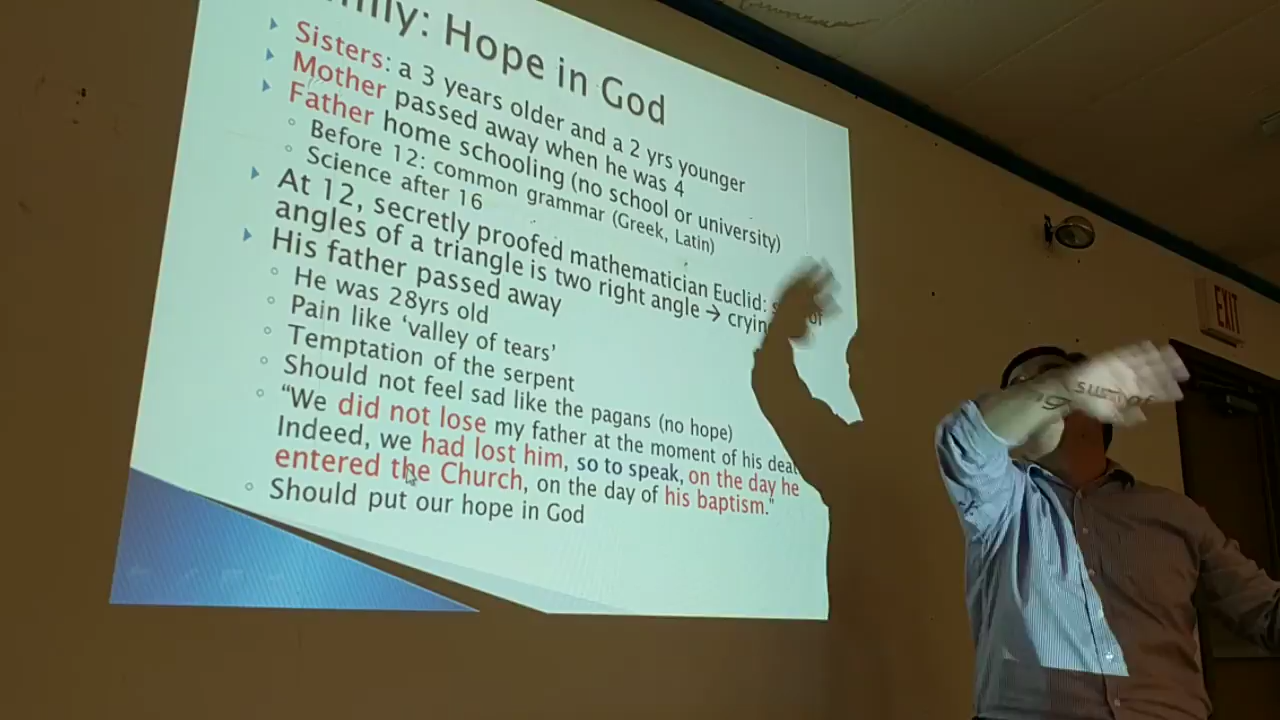 Hope in God
Sisters: a 3 years older and a 2 yrs younger
Mother passed away when he was 4
Father home schooling (no school or university)
Before 12: common grammar (Greek, Latin)
Science after 16
At 12, secretly proofed mathematician Euclid:
angles of a triangle is two right angle → cryin
His father passed away
He was 28yrs old
Pain like ‘valley of tears’
Temptation of the serpent
Should not feel sad like the pagans (no hope)
“We did not lose my father at the moment of his deat
Indeed, we had lost him, so to speak, on the day he
entered the Church, on the day of his baptism.”
Should put our hope in God
sum of
g
EXIT